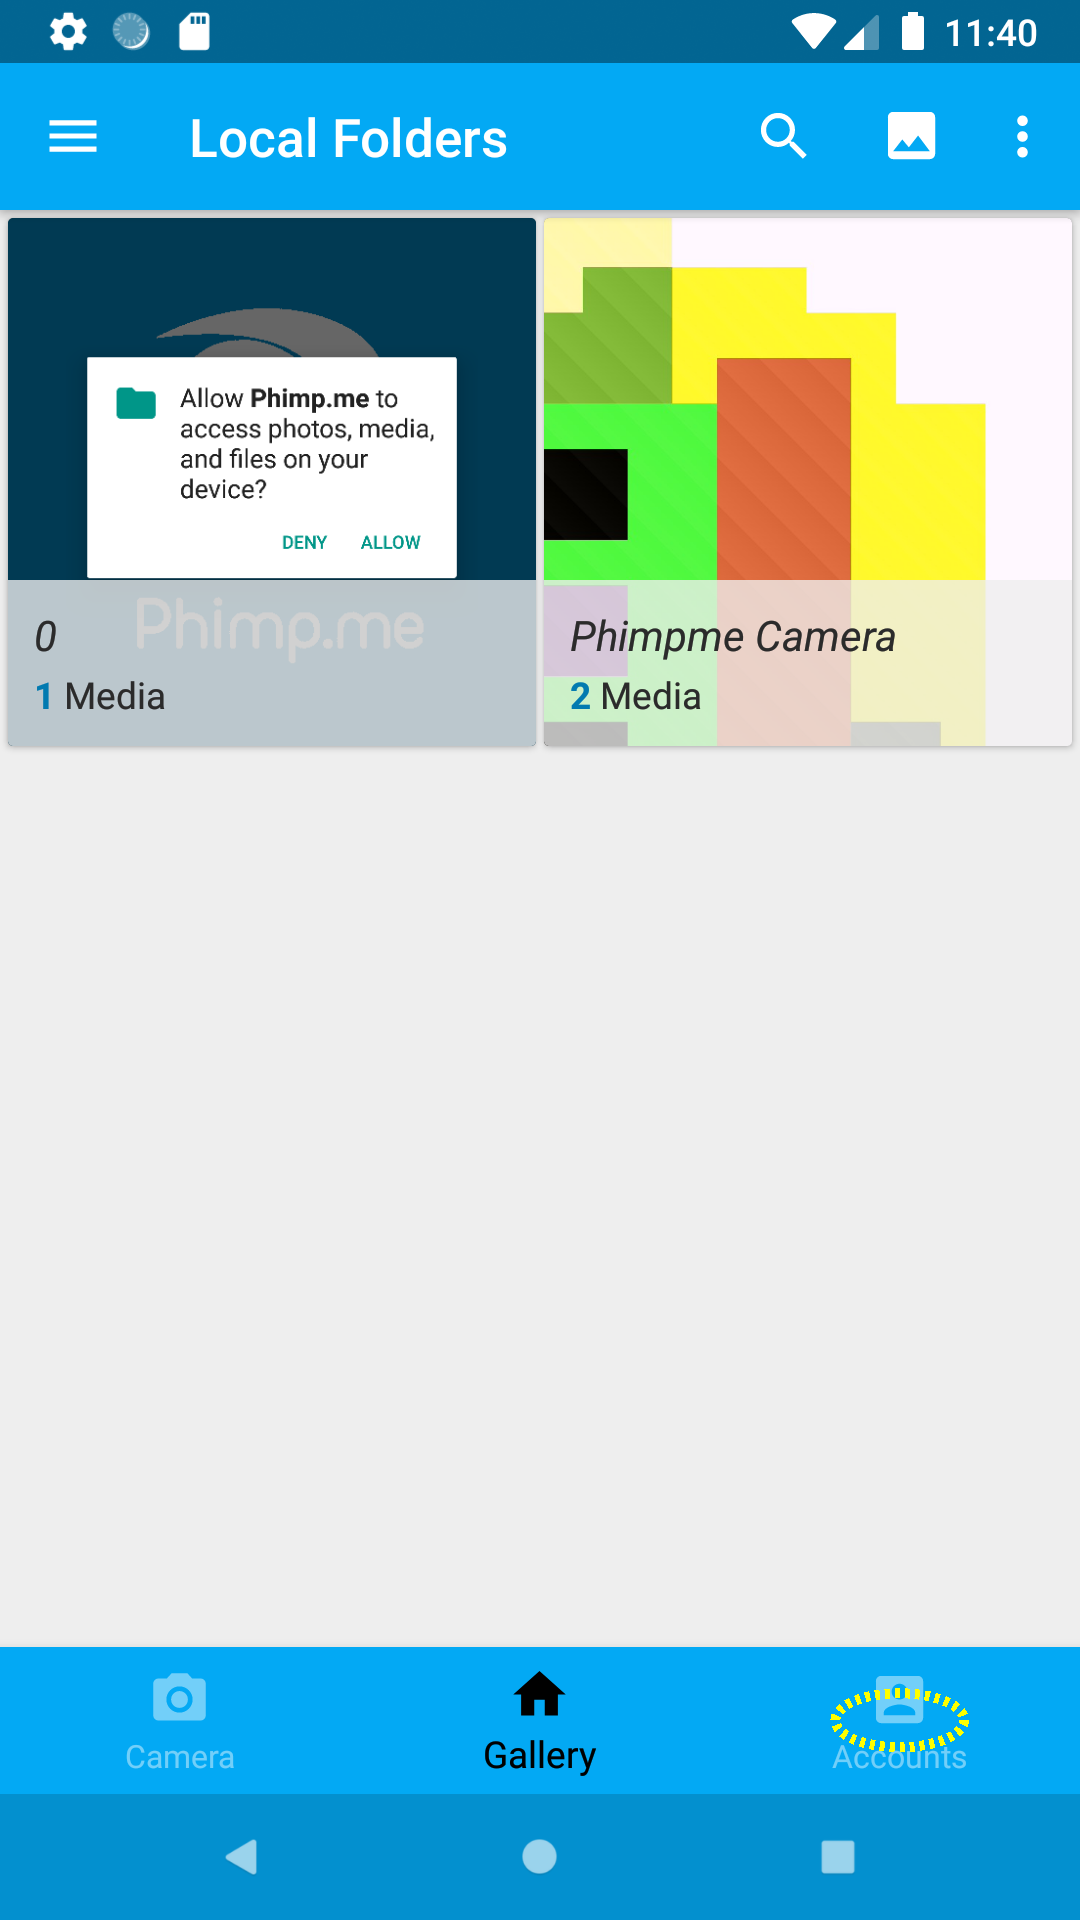 11:40
Local Folders
Allow Phimp.me to
access photos, media,
and files on your
device?
DENY ALLOW
Phimp.me
0
1 Media
Phimpme Camera
2 Media
Camera
Gallery
Accounts